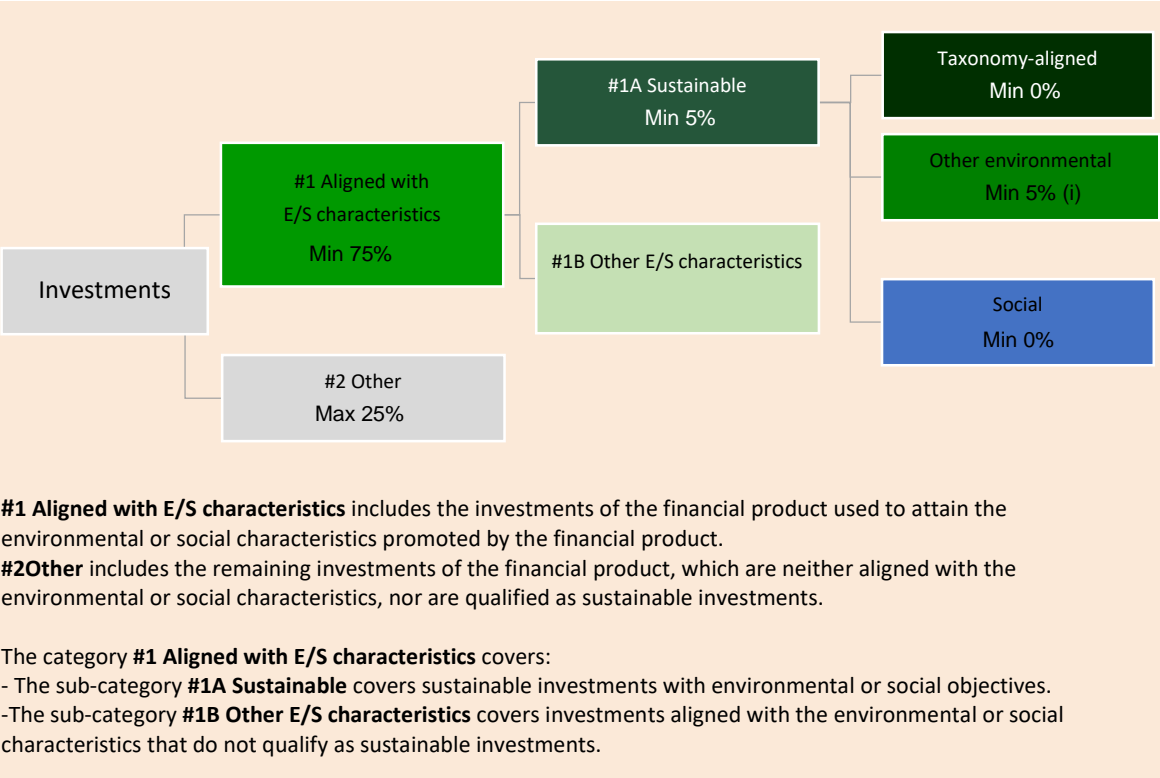 Investments
#1 Aligned with
E/S characteristics
Min 75%
#2 Other
Max 25%
#1A Sustainable
Min 5%
#1B Other E/S characteristics
Taxonomy-aligned
Min 0%
Other environmental
Min 5% (i)
Social
Min 0%
#1 Aligned with E/S characteristics includes the investments of the financial product used to attain the
environmental or social characteristics promoted by the financial product.
#2Other includes the remaining investments of the financial product, which are neither aligned with the
environmental or social characteristics, nor are qualified as sustainable investments.
The category #1 Aligned with E/S characteristics covers:
- The sub-category #1A Sustainable covers sustainable investments with environmental or social objectives.
-The sub-category #1B Other E/S characteristics covers investments aligned with the environmental or social
characteristics that do not qualify as sustainable investments.